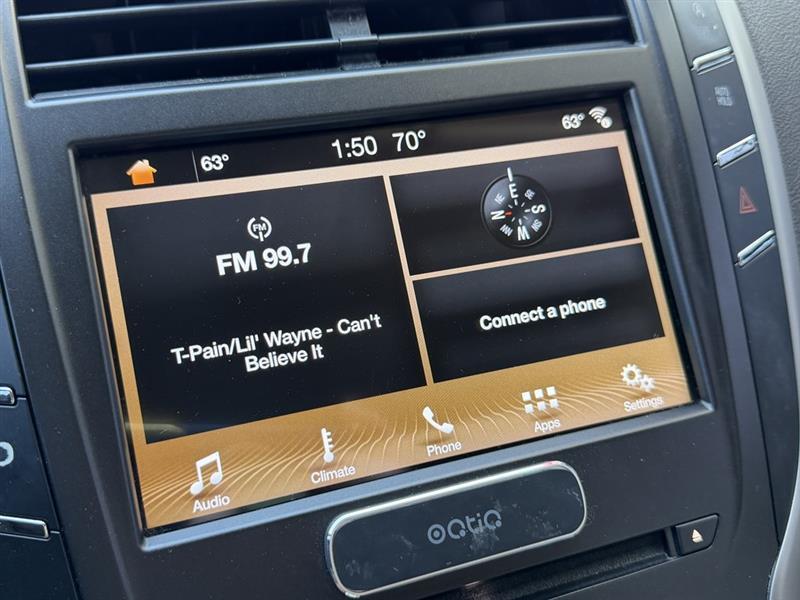 63°
1:50 70°
63°
AUTO
HOLD
FM
FM 99.7
T-Pain/Lil' Wayne - Can't
Believe It
E
S
W
N
Connect a phone
Audio
Climate
Phone
Apps
Settings